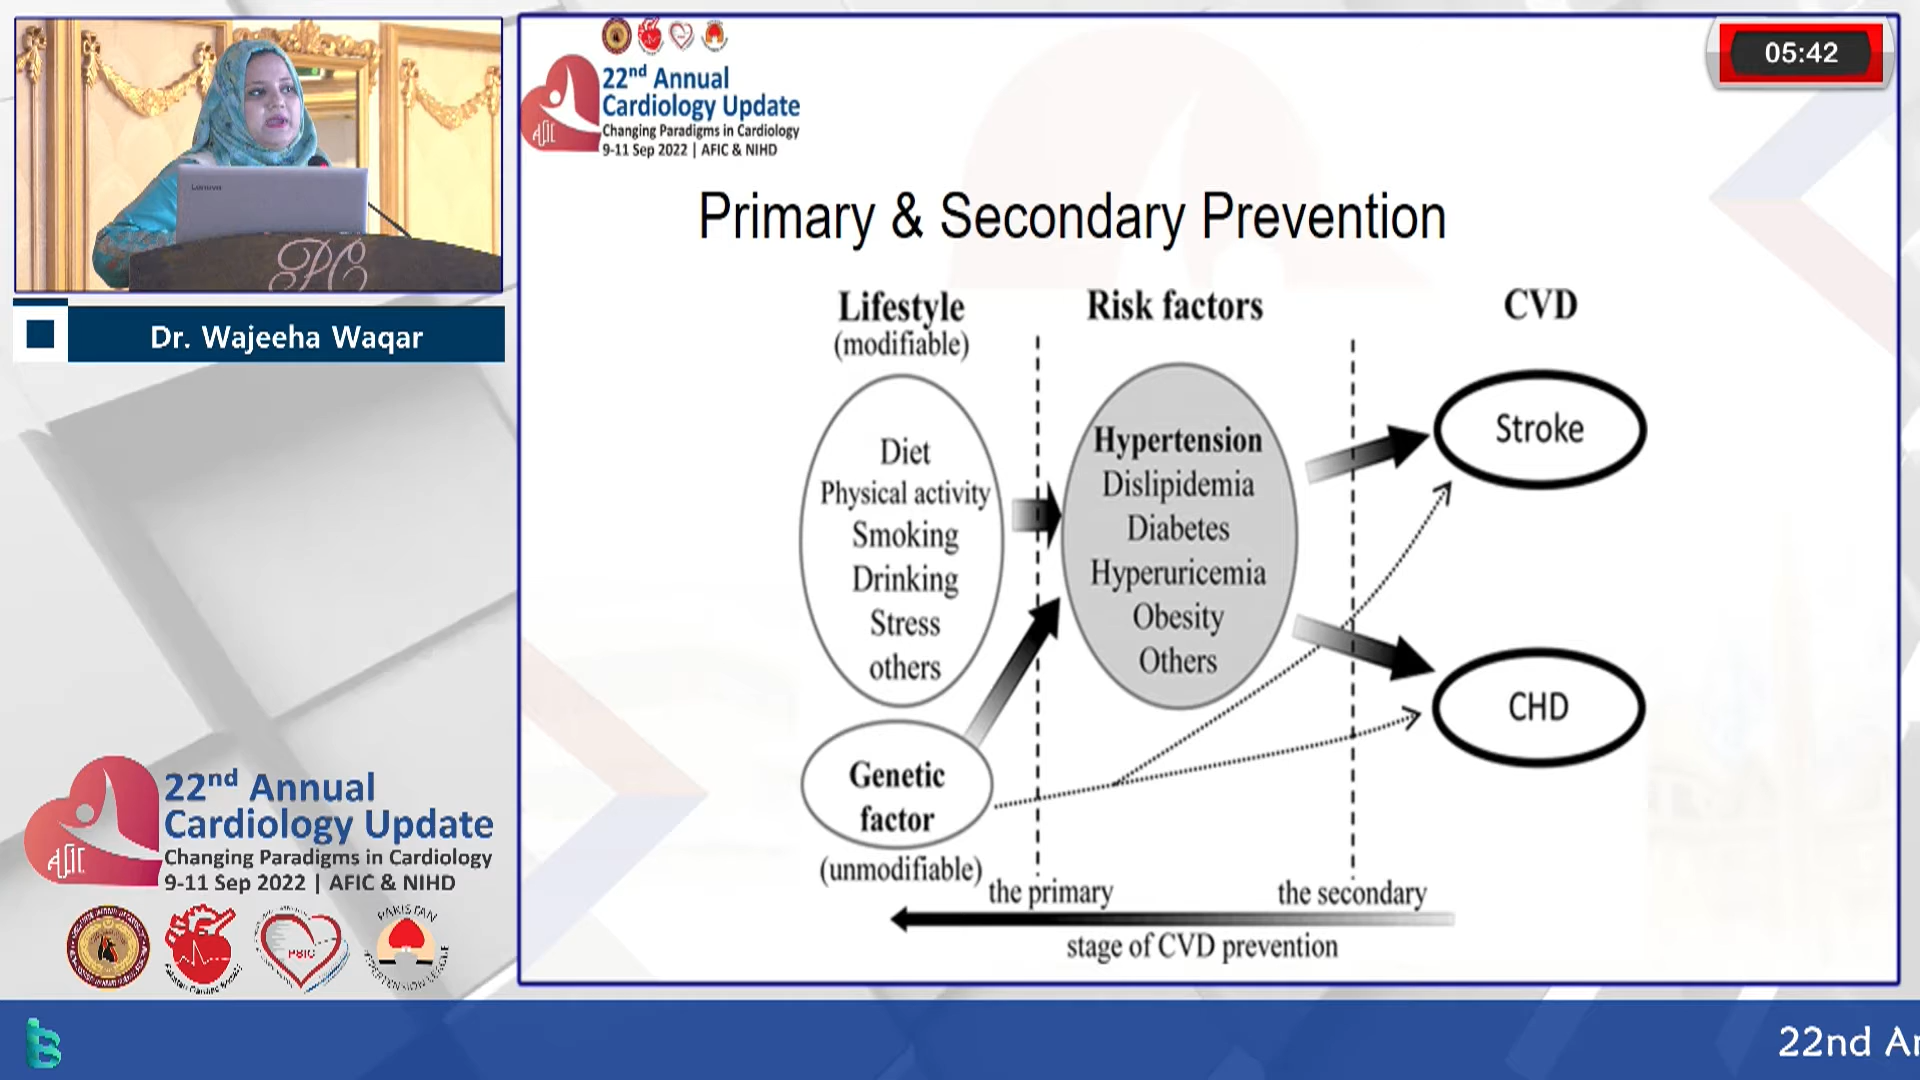 Lenovo
PC
Dr. Wajeeha Waqar
22nd Annual
Cardiology Update
Changing Paradigms in Cardiology
9-11 Sep 2022 | AFIC & NIHD
05:42
Primary & Secondary Prevention
Lifestyle
(modifiable)
Diet
Physical activity
Smoking
Drinking
Stress
others
Genetic
factor
(unmodifiable)
Risk factors
Hypertension
Dislipidemia
Diabetes
Hyperuricemia
Obesity
Others
CVD
Stroke
CHD
the primary
the secondary
stage of CVD prevention
22nd Annual
Cardiology Update
Changing Paradigms in Cardiology
9-11 Sep 2022 | AFIC & NIHD
PAKISTAN
22nd An